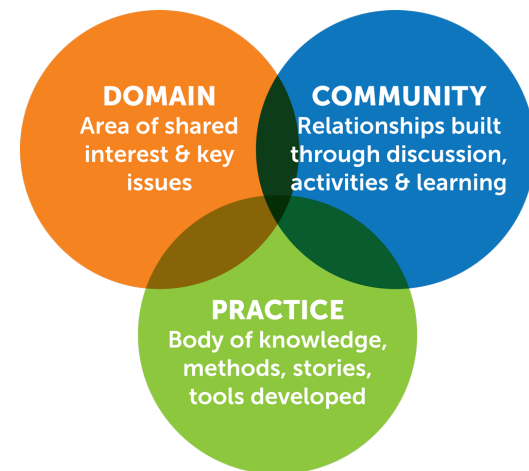 DOMAIN
Area of shared
interest & key
issues
COMMUNITY
Relationships built
through discussion,
activities & learning
PRACTICE
Body of knowledge,
methods, stories,
tools developed